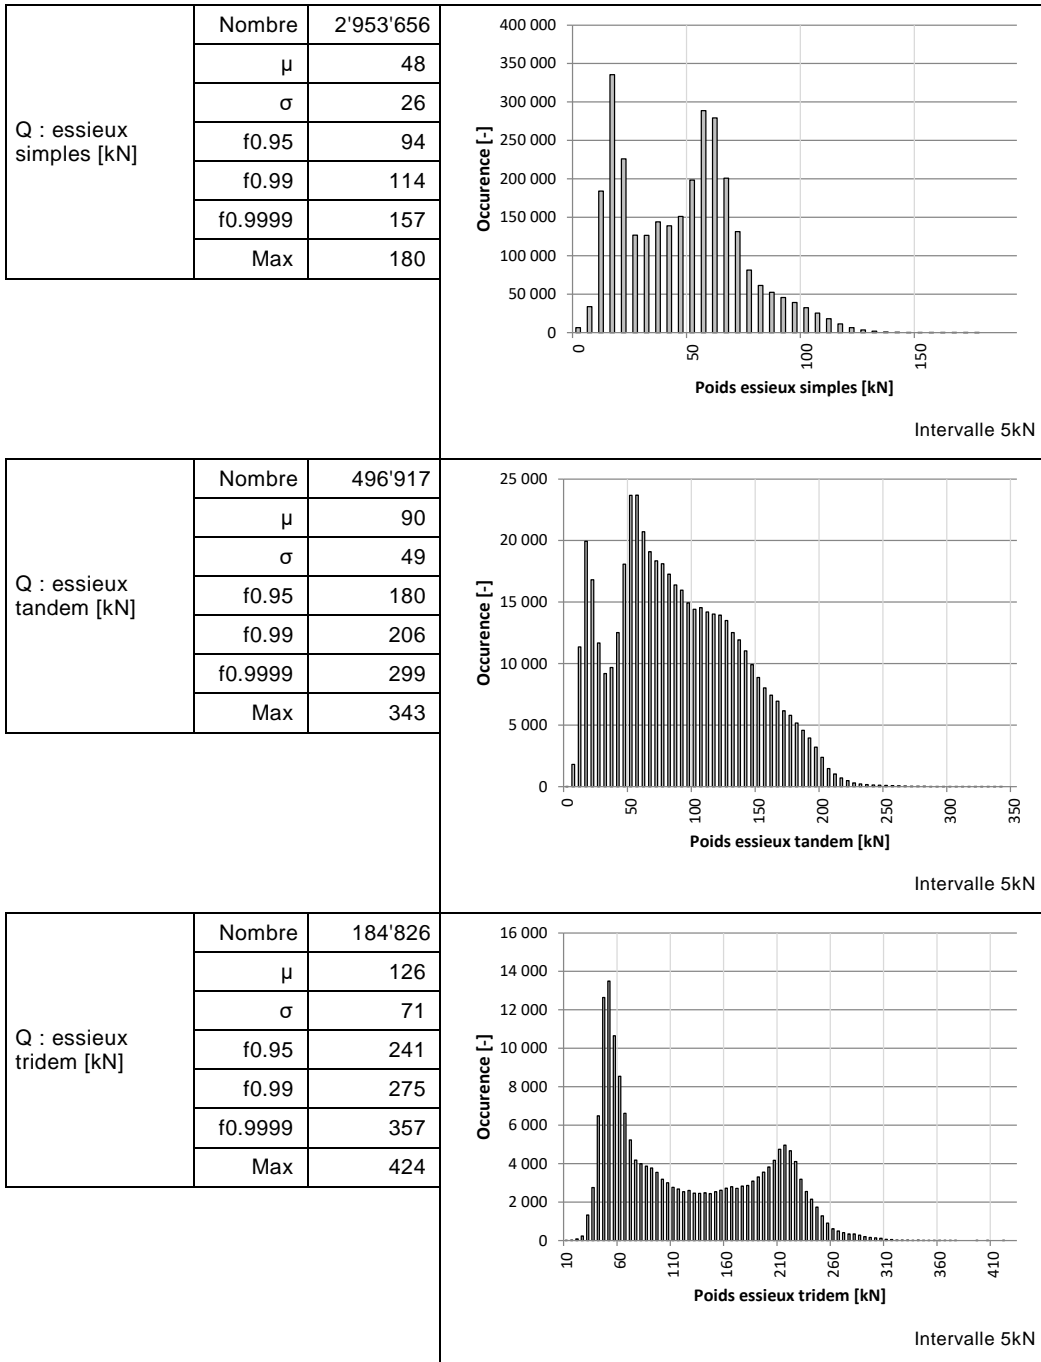 Q : essieux
simples [kN]
Nombre 2'953'656
µ 48
σ 26
f0.95 94
f0.99 114
f0.9999 157
Max 180
400 000
350 000
300 000
250 000
200 000
150 000
100 000
50 000
0
Occurence [-]
0 50 100 150
Poids essieux simples [kN]
Intervalle 5kN
Q : essieux
tandem [kN]
Nombre 496'917
µ 90
σ 49
f0.95 180
f0.99 206
f0.9999 299
Max 343
25 000
20 000
15 000
10 000
5 000
0
Occurence [-]
0 50 100 150 200 250 300 350
Poids essieux tandem [kN]
Intervalle 5kN
Q : essieux
tridem [kN]
Nombre 184'826
µ 126
σ 71
f0.95 241
f0.99 275
f0.9999 357
Max 424
16 000
14 000
12 000
10 000
8 000
6 000
4 000
2 000
0
Occurence [-]
10 60 110 160 210 260 310 360 410
Poids essieux tridem [kN]
Intervalle 5kN